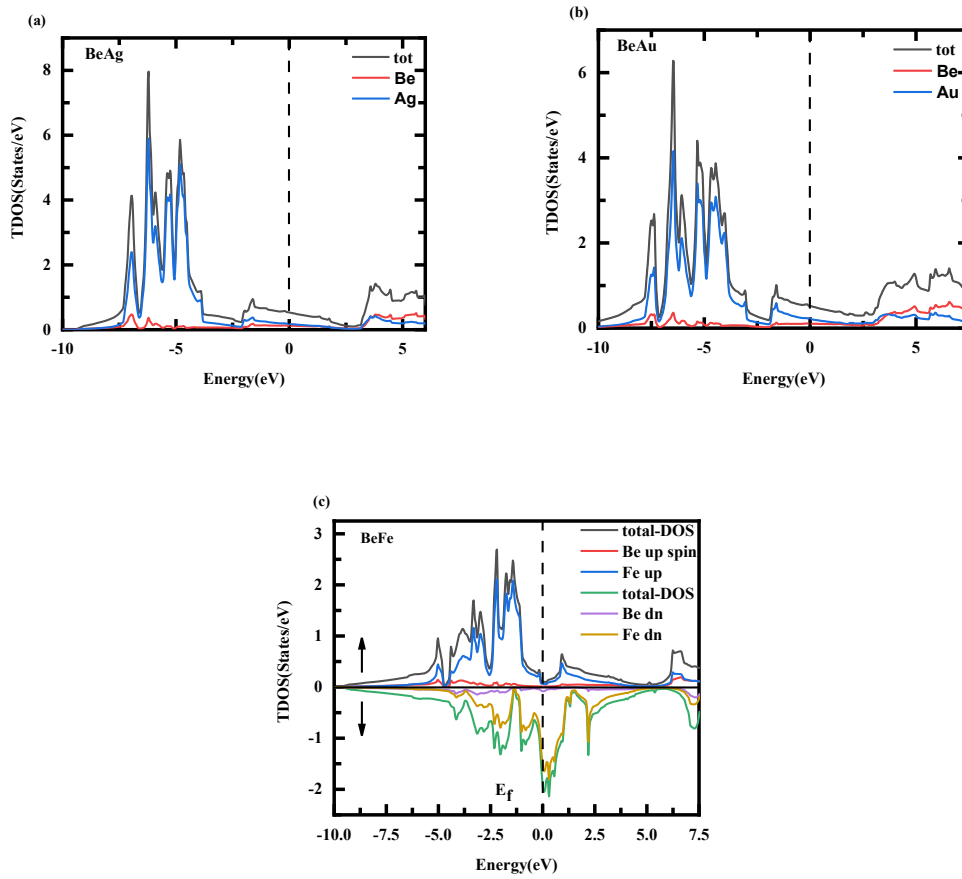 (a)
BeAg
tot
Be
Ag
8
6
4
2
0
TDOS(States/eV)
-10
-5
0
5
Energy(eV)
(b)
BeAu
tot
Be
Au
6
4
2
0
TDOS(States/eV)
-10
-5
0
5
Energy(eV)
(c)
BeFe
total-DOS
Be up spin
Fe up
total-DOS
Be dn
Fe dn
3
2
1
0
-1
-2
TDOS(States/eV)
E_f
-10.0
-7.5
-5.0
-2.5
0.0
2.5
5.0
7.5
Energy(eV)